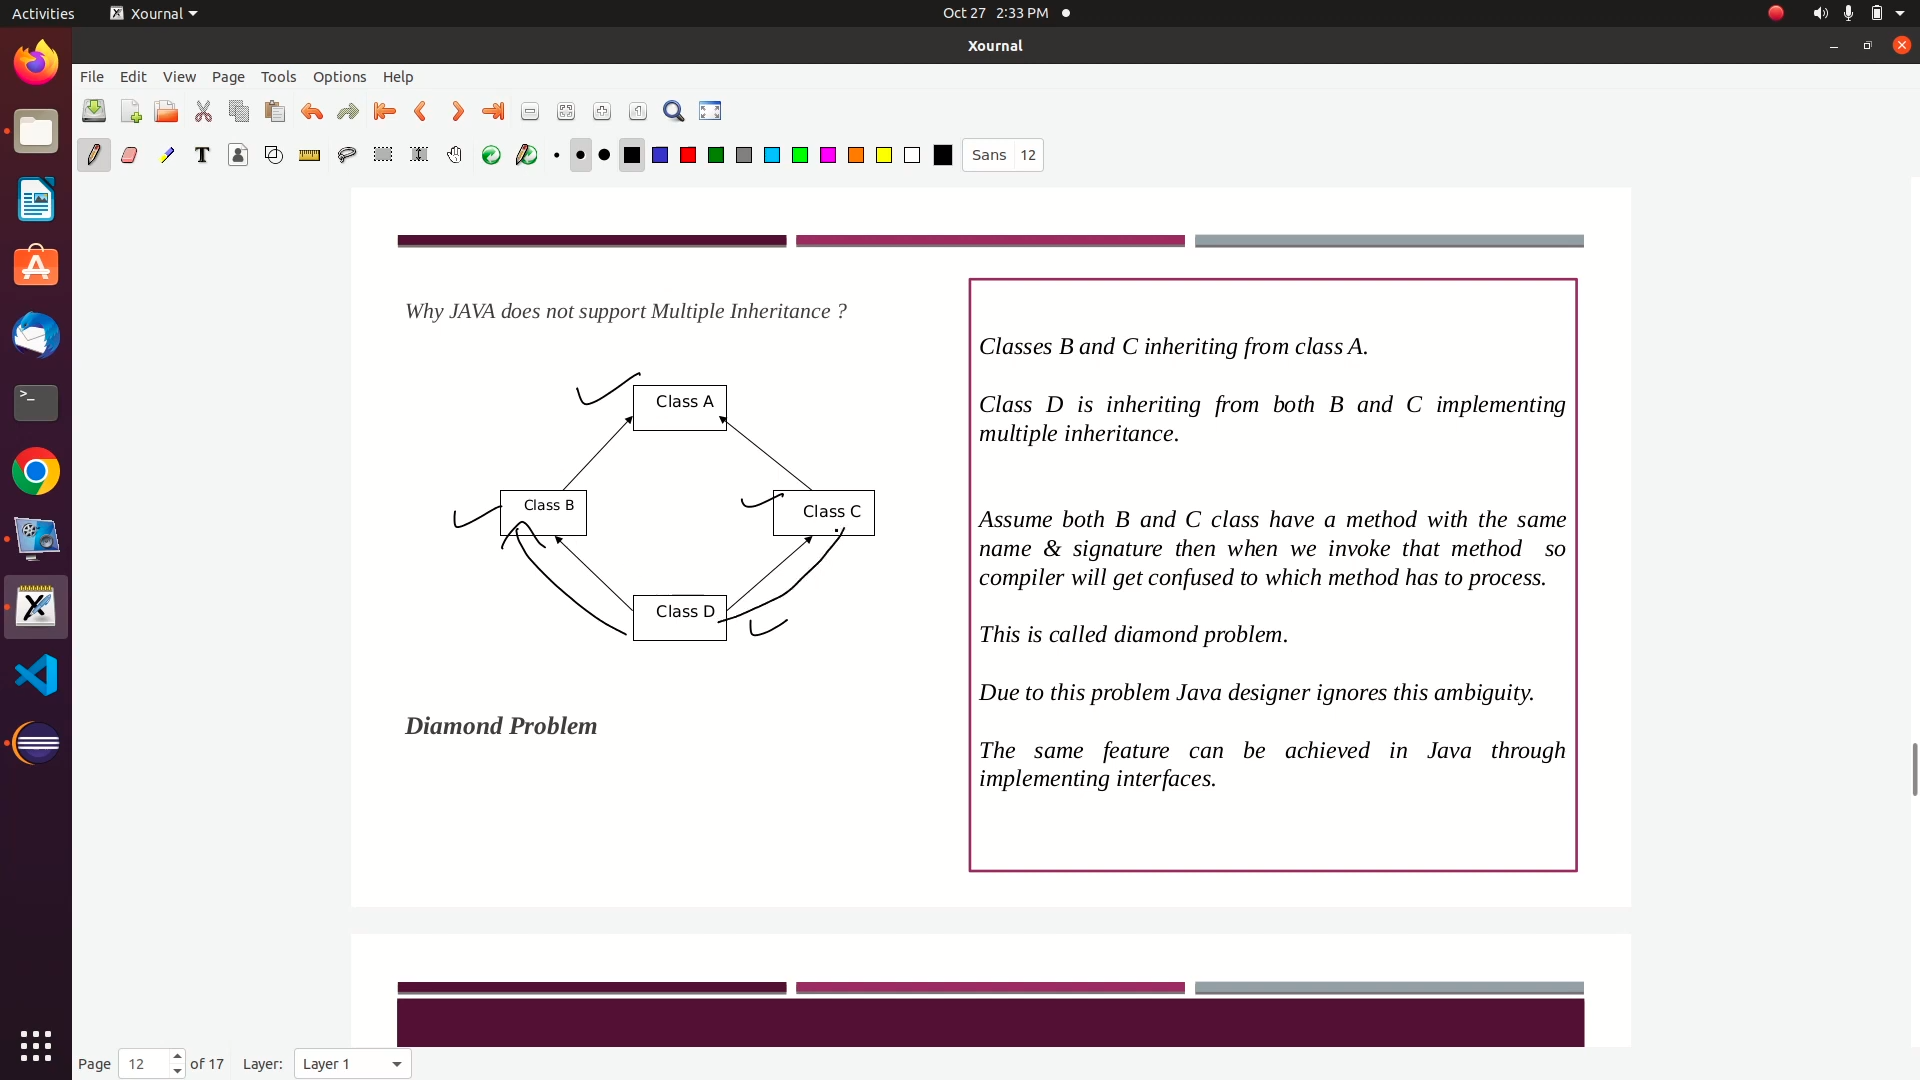 Activities
Xournal
Oct 27 2:33 PM
Xournal
File Edit View Page Tools Options Help
Sans 12
Why JAVA does not support Multiple Inheritance ?
Class A
Class B
Class C
Class D
Diamond Problem
Classes B and C inheriting from class A.
Class D is inheriting from both B and C implementing
multiple inheritance.
Assume both B and C class have a method with the same
name & signature then when we invoke that method so
compiler will get confused to which method has to process.
This is called diamond problem.
Due to this problem Java designer ignores this ambiguity.
The same feature can be achieved in Java through
implementing interfaces.
Page 12 of 17 Layer: Layer 1